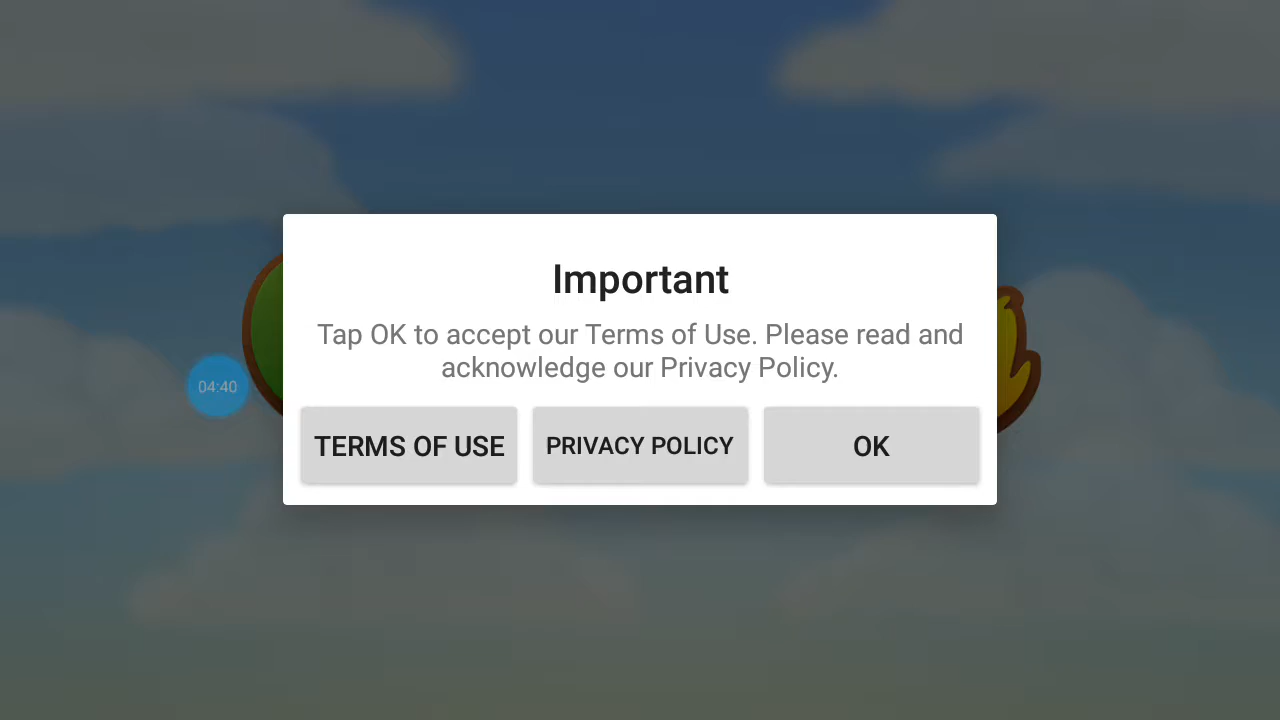 Important
Tap OK to accept our Terms of Use. Please read and
acknowledge our Privacy Policy.
04:40
TERMS OF USE
PRIVACY POLICY
OK